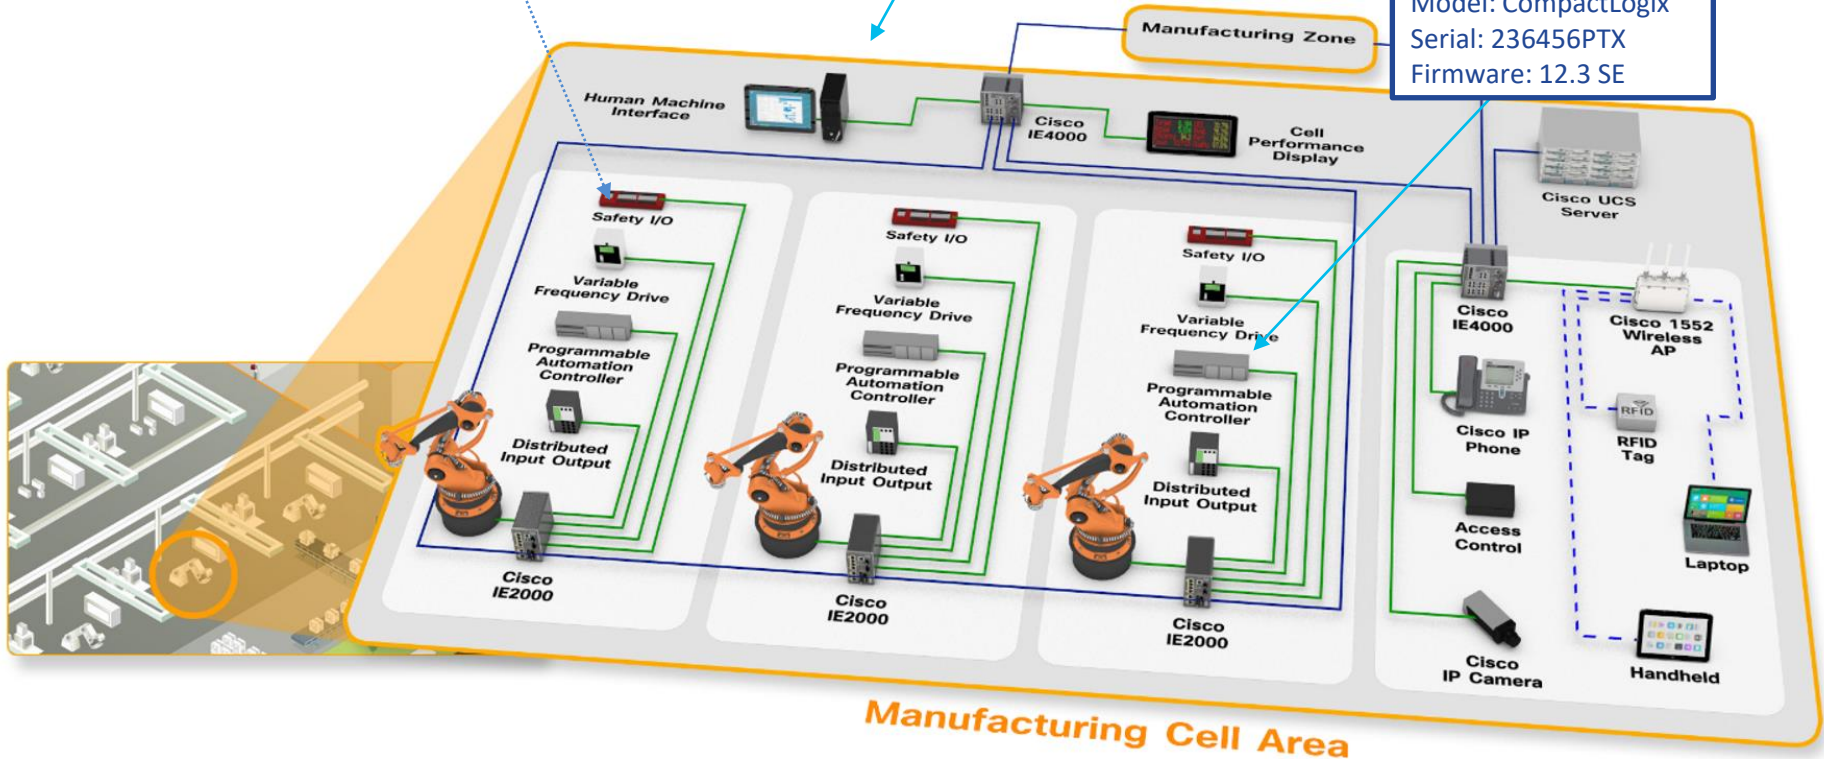 Model: CompactLogix
Serial: 236456PTX
Firmware: 12.3 SE
Manufacturing Zone
Human Machine
Interface
Cisco
IE4000
Cell
Performance
Display
Cisco UCS
Server
Safety I/O
Variable
Frequency Drive
Programmable
Automation
Controller
Distributed
Input Output
Cisco
IE2000
Safety I/O
Variable
Frequency Drive
Programmable
Automation
Controller
Distributed
Input Output
Cisco
IE2000
Safety I/O
Variable
Frequency Drive
Programmable
Automation
Controller
Distributed
Input Output
Cisco
IE2000
Cisco
IE4000
Cisco 1552
Wireless
AP
Cisco IP
Phone
RFID
RFID
Tag
Access
Control
Laptop
Cisco
IP Camera
Handheld
Manufacturing Cell Area